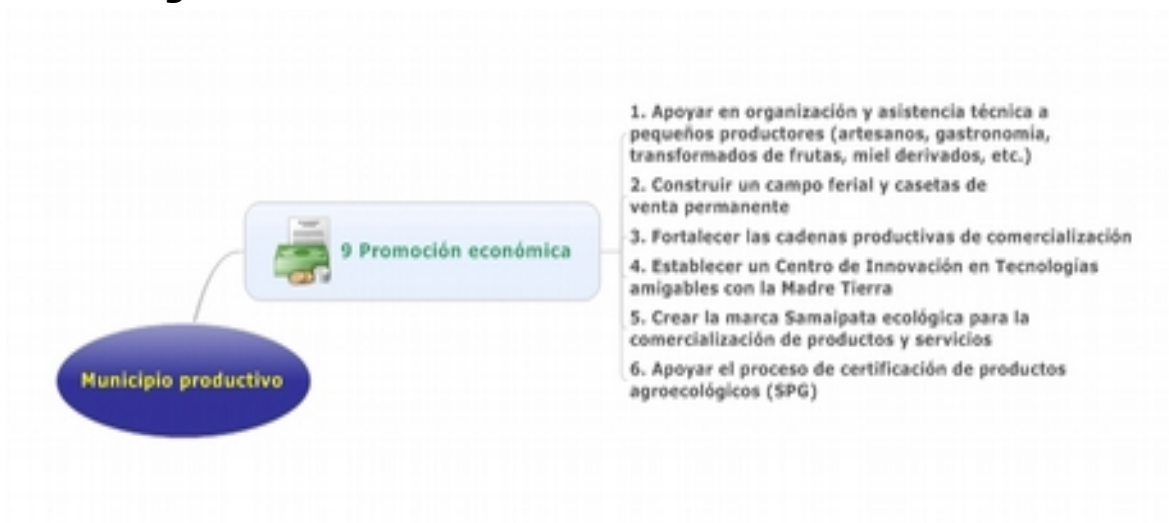 1. Apoyar en organización y asistencia técnica a
pequeños productores (artesanos, gastronomía,
transformados de frutas, miel derivados, etc.)
2. Construir un campo ferial y casetas de
venta permanente
9 Promoción económica
3. Fortalecer las cadenas productivas de comercialización
4. Establecer un Centro de Innovación en Tecnologías
amigables con la Madre Tierra
5. Crear la marca Samaipata ecológica para la
comercialización de productos y servicios
6. Apoyar el proceso de certificación de productos
agroecológicos (SPG)
Municipio productivo